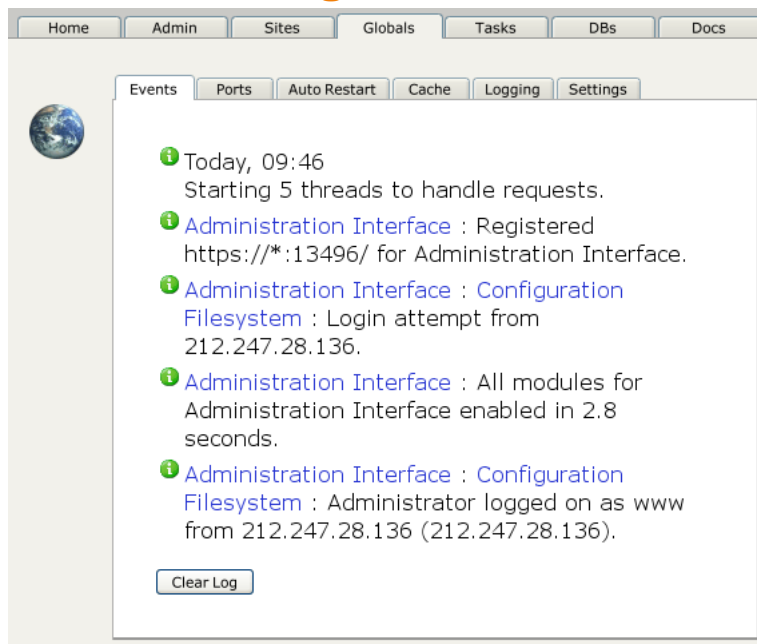 Home Admin Sites Globals Tasks DBs Docs
Events Ports Auto Restart Cache Logging Settings
Today, 09:46
Starting 5 threads to handle requests.
Administration Interface : Registered
https://*:13496/ for Administration Interface.
Administration Interface : Configuration
Filesystem : Login attempt from
212.247.28.136.
Administration Interface : All modules for
Administration Interface enabled in 2.8
seconds.
Administration Interface : Configuration
Filesystem : Administrator logged on as www
from 212.247.28.136 (212.247.28.136).
Clear Log